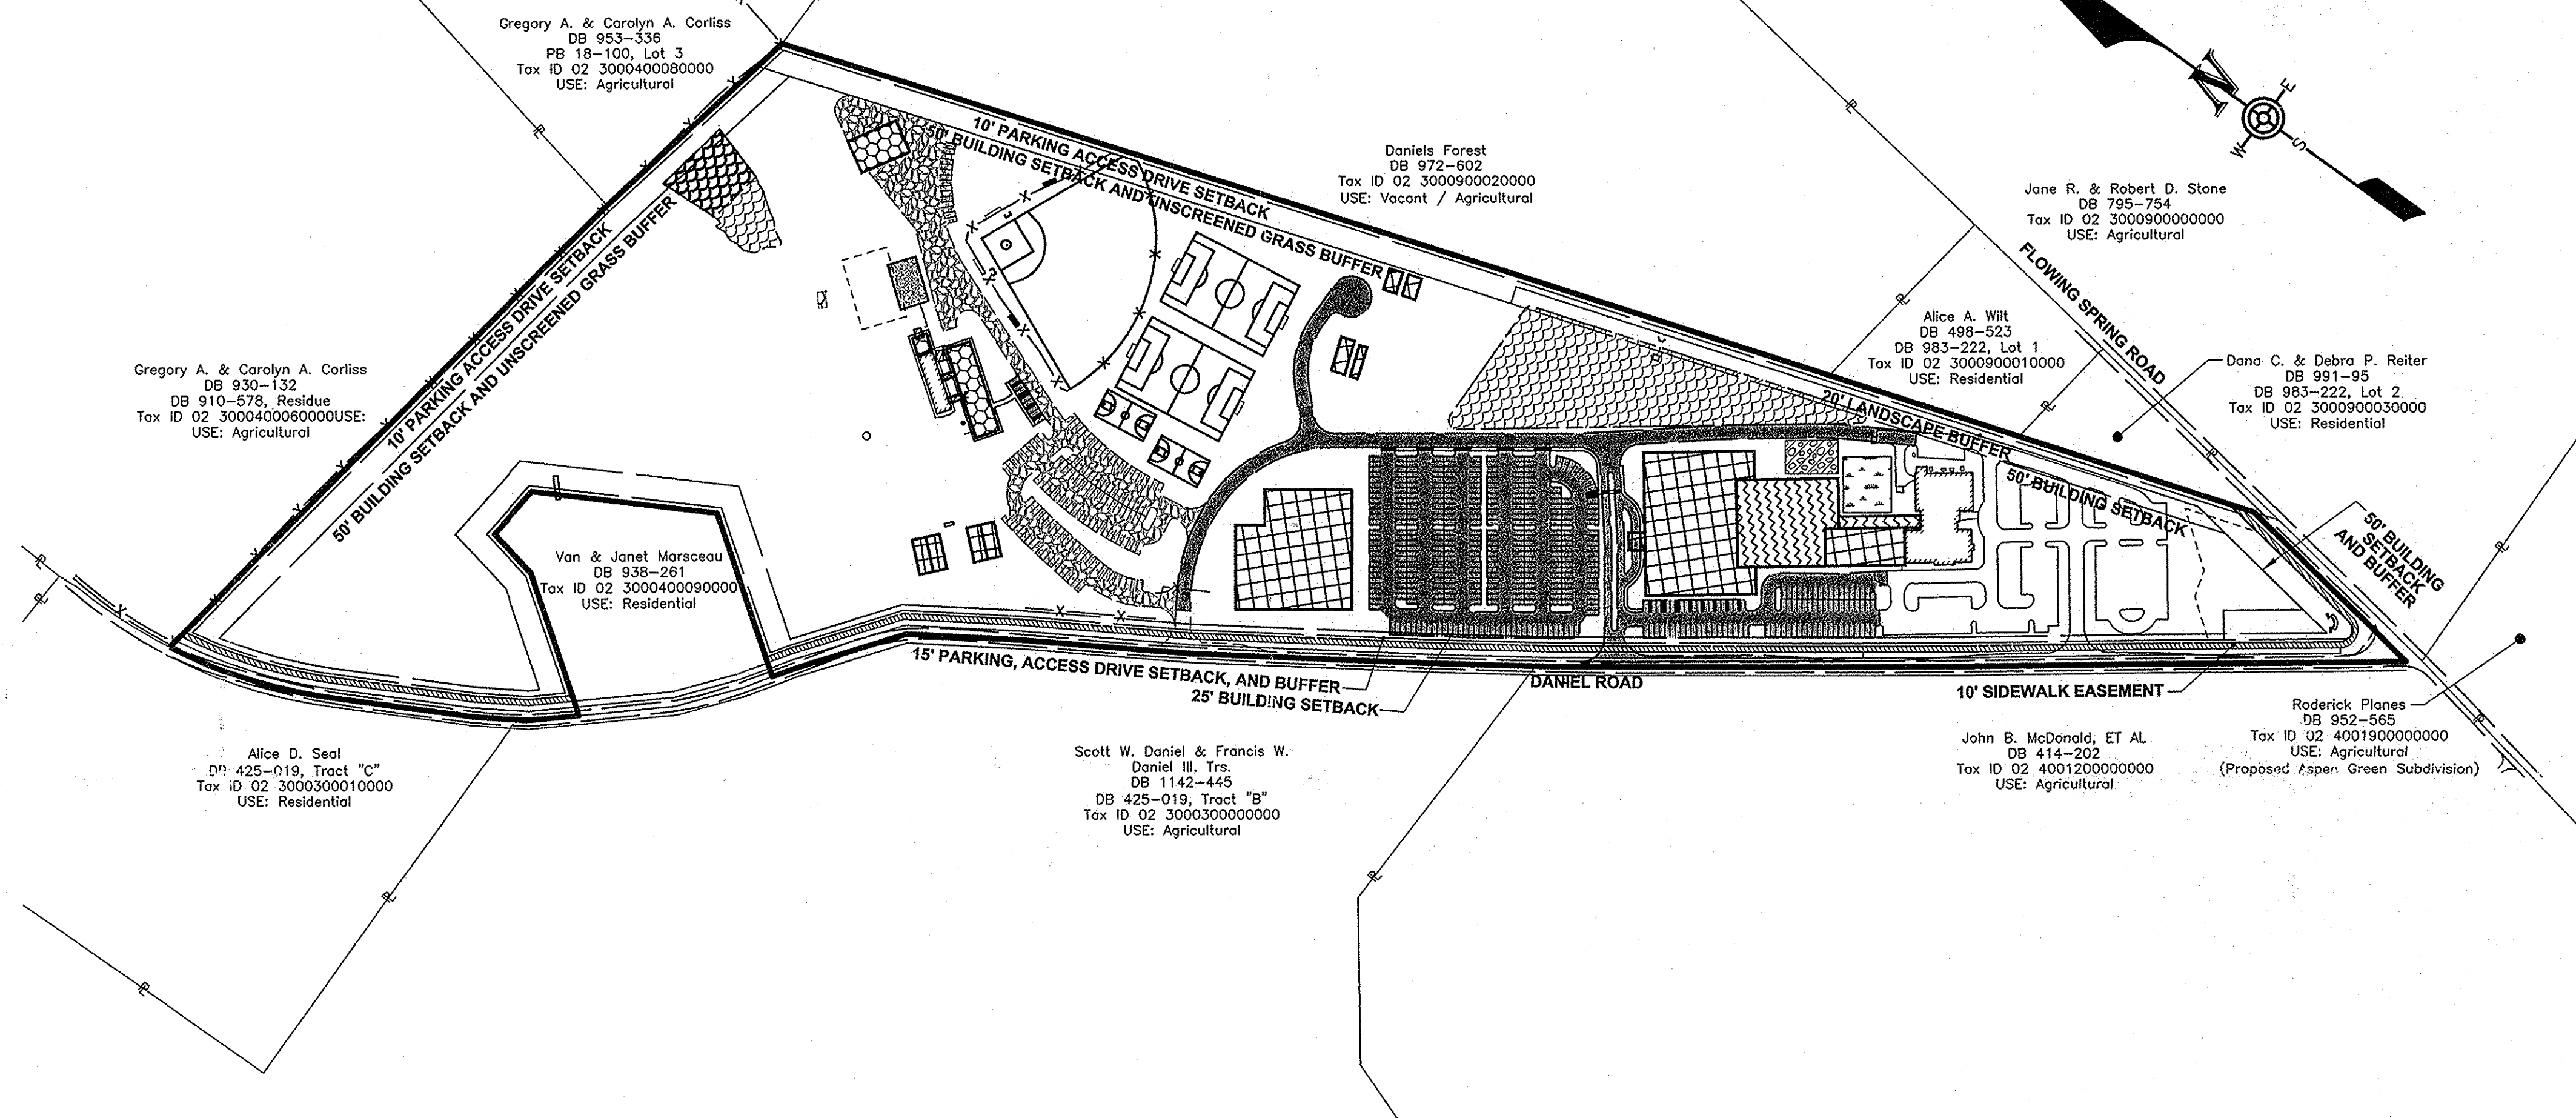 Gregory A. & Carolyn A. Corliss
DB 953-336
PB 18-100, Lot 3
Tax ID 02 3000400080000
USE: Agricultural
N
E
S
W
10' PARKING ACCESS DRIVE SETBACK
50' BUILDING SETBACK AND UNSCREENED GRASS BUFFER
Daniels Forest
DB 972-602
Tax ID 02 3000900020000
USE: Vacant / Agricultural
Jane R. & Robert D. Stone
DB 795-754
Tax ID 02 3000900000000
USE: Agricultural
FLOWING SPRING ROAD
Alice A. Wilt
DB 498-523
DB 983-222, Lot 1
Tax ID 02 3000900010000
USE: Residential
Dana C. & Debra P. Reiter
DB 991-95
DB 983-222, Lot 2
Tax ID 02 3000900030000
USE: Residential
Gregory A. & Carolyn A. Corliss
DB 930-132
DB 910-578, Residue
Tax ID 02 3000400060000USE:
USE: Agricultural
10' PARKING ACCESS DRIVE SETBACK
50' BUILDING SETBACK AND UNSCREENED GRASS BUFFER
20' LANDSCAPE BUFFER
50' BUILDING SETBACK
50' BUILDING
SETBACK
AND BUFFER
Van & Janet Marsceau
DB 938-261
Tax ID 02 3000400090000
USE: Residential
15' PARKING, ACCESS DRIVE SETBACK, AND BUFFER
25' BUILDING SETBACK
DANIEL ROAD
10' SIDEWALK EASEMENT
Roderick Planes
DB 952-565
Tax ID 02 4001900000000
USE: Agricultural
(Proposed Aspen Green Subdivision)
Alice D. Seal
DB 425-019, Tract "C"
Tax ID 02 3000300010000
USE: Residential
Scott W. Daniel & Francis W.
Daniel III, Trs.
DB 1142-445
DB 425-019, Tract "B"
Tax ID 02 3000300000000
USE: Agricultural
John B. McDonald, ET AL
DB 414-202
Tax ID 02 4001200000000
USE: Agricultural